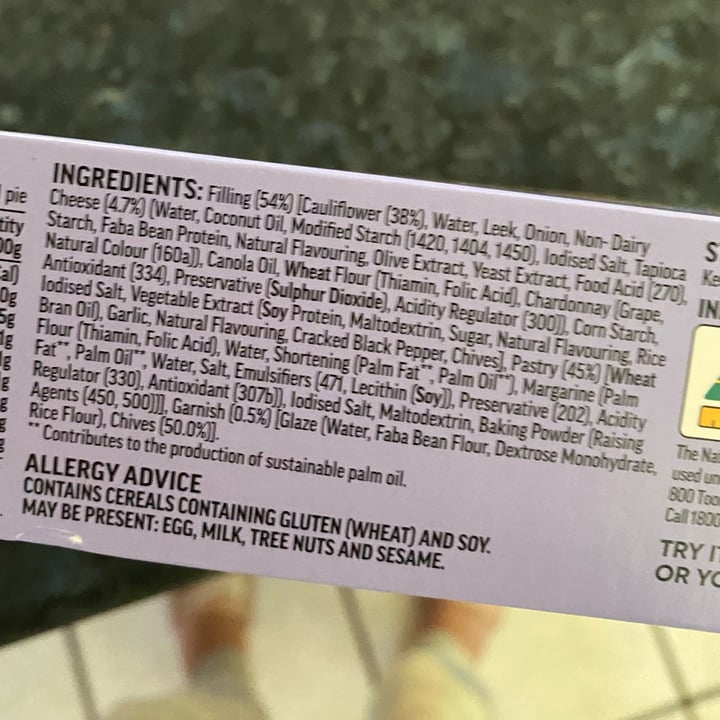 INGREDIENTS: Filling (54%) [Cauliflower (38%), Water, Leek, Onion, Non- Dairy
Cheese (4.7%) (Water, Coconut Oil, Modified Starch (1420, 1404, 1450), Iodised Salt, Tapioca
Starch, Faba Bean Protein, Natural Flavouring, Olive Extract, Yeast Extract, Food Acid (270),
Natural Colour (160a)), Canola Oil, Wheat Flour (Thiamin, Folic Acid), Chardonnay (Grape,
Antioxidant (334), Preservative (Sulphur Dioxide), Acidity Regulator (300)), Corn Starch,
Iodised Salt, Vegetable Extract (Soy Protein, Maltodextrin, Sugar, Natural Flavouring, Rice
Bran Oil), Garlic, Natural Flavouring, Cracked Black Pepper, Chives], Pastry (45%) [Wheat
Flour (Thiamin, Folic Acid), Water, Shortening (Palm Fat**, Palm Oil**), Margarine (Palm
Fat**, Palm Oil**, Water, Salt, Emulsifiers (471, Lecithin (Soy)), Preservative (202), Acidity
Regulator (330), Antioxidant (307b)), Iodised Salt, Maltodextrin, Baking Powder (Raising
Agents (450, 500))], Garnish (0.5%) [Glaze (Water, Faba Bean Flour, Dextrose Monohydrate,
Rice Flour), Chives (50.0%)].
** Contributes to the production of sustainable palm oil.
ALLERGY ADVICE
CONTAINS CEREALS CONTAINING GLUTEN (WHEAT) AND SOY.
MAY BE PRESENT: EGG, MILK, TREE NUTS AND SESAME.
pie
The Nat
used un
800 Too
Call 1800
TRY I
OR YO